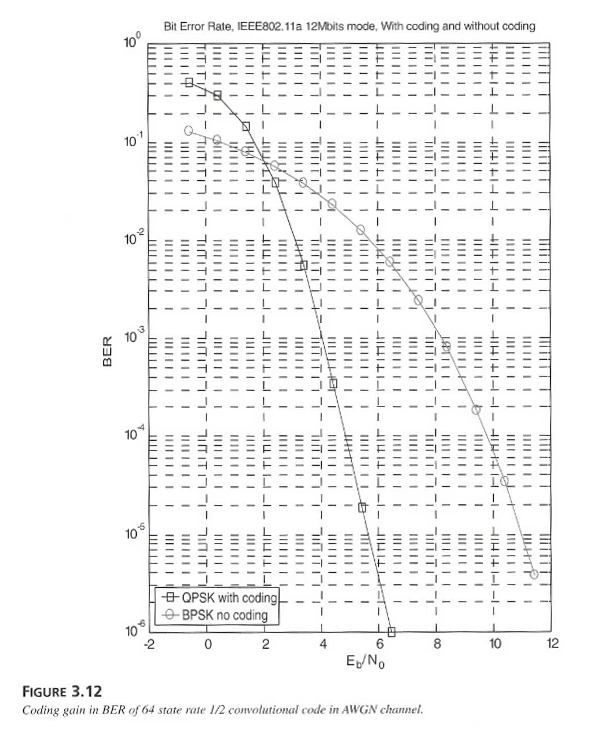 Bit Error Rate, IEEE802.11a 12Mbits mode, With coding and without coding
10^0
10^-1
10^-2
10^-3
10^-4
10^-5
10^-6
BER
QPSK with coding
BPSK no coding
-2 0 2 4 6 8 10 12
E_b/N_0
FIGURE 3.12
Coding gain in BER of 64 state rate 1/2 convolutional code in AWGN channel.